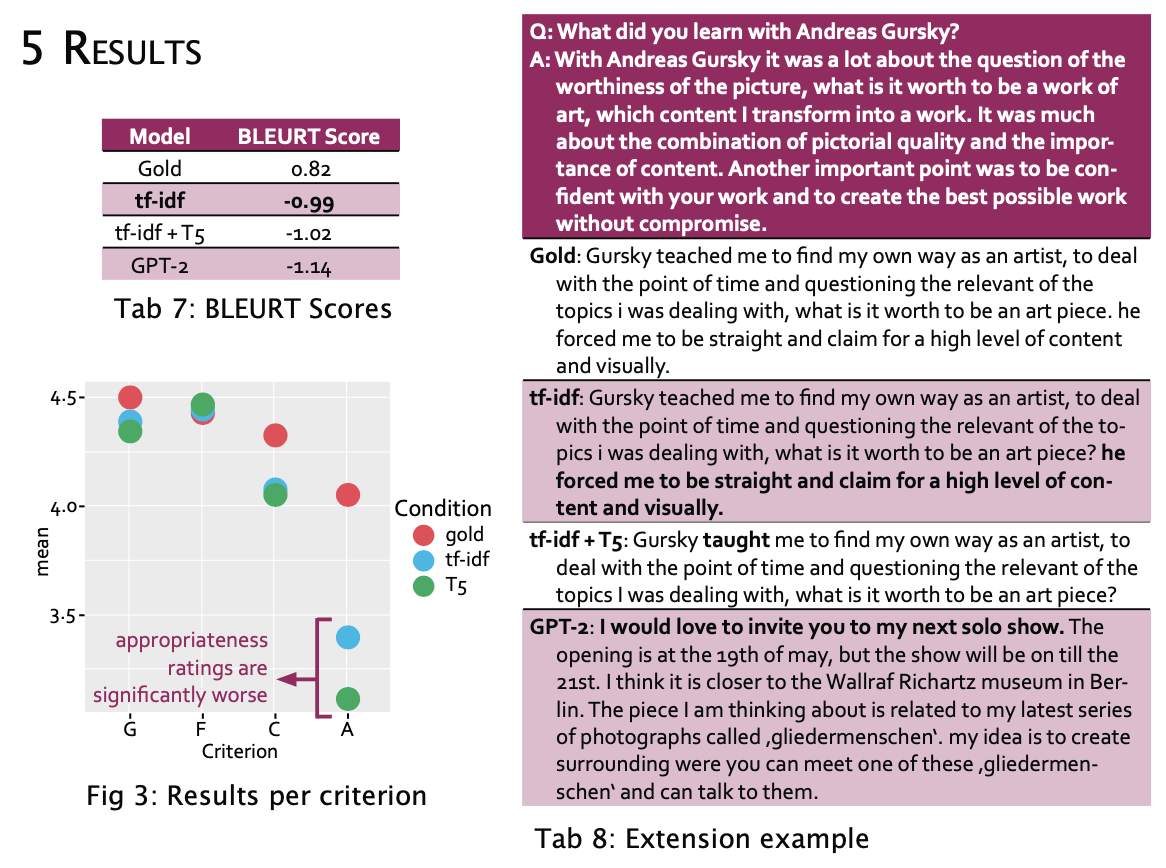 5 RESULTS
Model BLEURT Score
Gold 0.82
tf-idf -0.99
tf-idf + T5 -1.02
GPT-2 -1.14
Tab 7: BLEURT Scores
4.5
4.0
3.5
mean
appropriateness
ratings are
significantly worse
G F C A
Criterion
Condition
gold
tf-idf
T5
Fig 3: Results per criterion
Q: What did you learn with Andreas Gursky?
A: With Andreas Gursky it was a lot about the question of the
worthiness of the picture, what is it worth to be a work of
art, which content I transform into a work. It was much
about the combination of pictorial quality and the impor-
tance of content. Another important point was to be con-
fident with your work and to create the best possible work
without compromise.
Gold: Gursky teached me to find my own way as an artist, to deal
with the point of time and questioning the relevant of the
topics i was dealing with, what is it worth to be an art piece. he
forced me to be straight and claim for a high level of content
and visually.
tf-idf: Gursky teached me to find my own way as an artist, to deal
with the point of time and questioning the relevant of the to-
pics i was dealing with, what is it worth to be an art piece? he
forced me to be straight and claim for a high level of con-
tent and visually.
tf-idf + T5: Gursky taught me to find my own way as an artist, to
deal with the point of time and questioning the relevant of the
topics I was dealing with, what is it worth to be an art piece?
GPT-2: I would love to invite you to my next solo show. The
opening is at the 19th of may, but the show will be on till the
21st. I think it is closer to the Wallraf Richartz museum in Ber-
lin. The piece I am thinking about is related to my latest series
of photographs called ‚gliedermenschen‘. my idea is to create
surrounding were you can meet one of these ‚gliedermen-
schen‘ and can talk to them.
Tab 8: Extension example